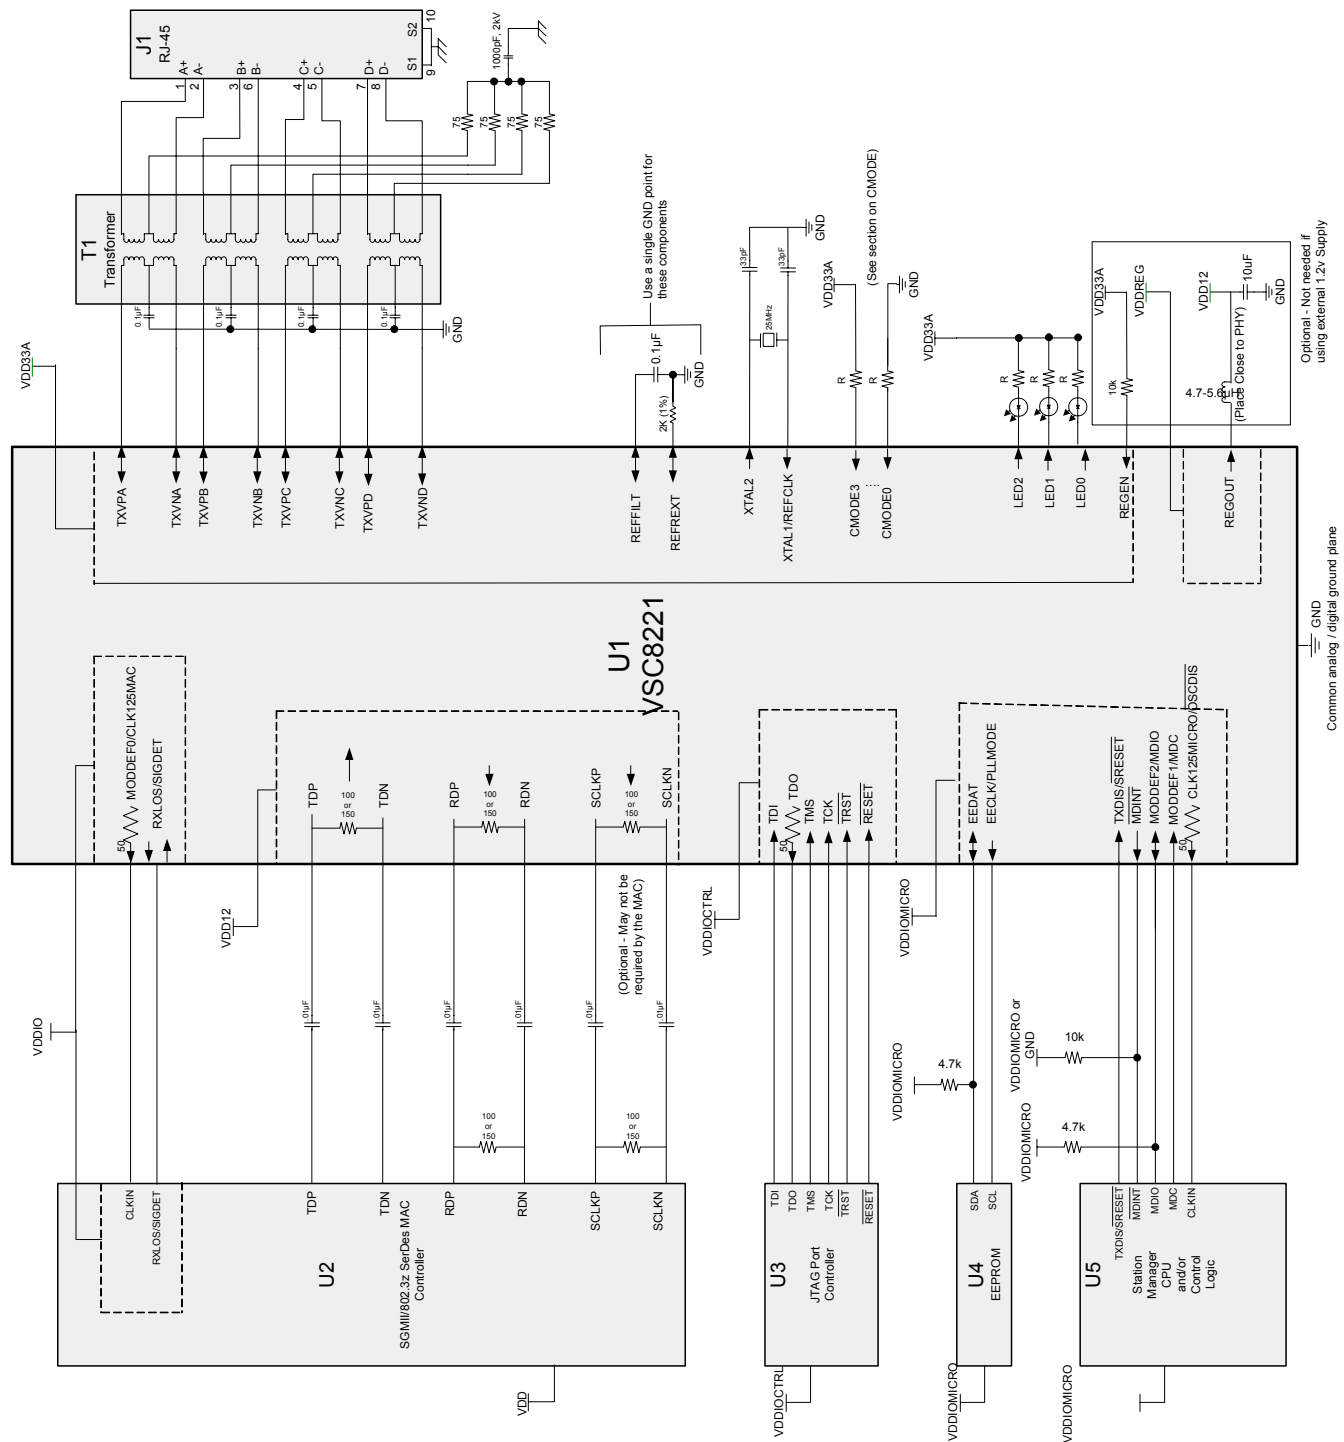 J1
RJ-45
A+
A-
B+
B-
C+
C-
D+
D-
S1
S2
1
2
3
6
4
5
7
8
9
10
1000pF, 2kV
75
75
75
75
T1
Transformer
0.1µF
0.1µF
0.1µF
0.1µF
GND
VDD33A
Use a single GND point for
these components
0.1µF
2K (1%)
GND
33pF
33pF
GND
25MHz
VDD33A
(See section on CMODE)
R
R
GND
VDD33A
R
R
R
VDD33A
VDDREG
10k
VDD12
10uF
GND
4.7-5.6uH
(Place Close to PHY)
Optional - Not needed if
using external 1.2v Supply
TXVPA
TXVNA
TXVPB
TXVNB
TXVPC
TXVNC
TXVPD
TXVND
REFFILT
REFREXT
XTAL2
XTAL1/REFCLK
CMODE3
....
CMODE0
LED2
LED1
LED0
REGEN
REGOUT
U1
VSC8221
GND
Common analog / digital ground plane
MODDEF0/CLK125MAC
50
RXLOS/SIGDET
TDP
100
or
150
TDN
RDP
100
or
150
RDN
SCLKP
100
or
150
SCLKN
TDI
TDO
50
TMS
TCK
TRST
RESET
EEDAT
EECLK/PLLMODE
TXDIS/SRESET
MDINT
MODDEF2/MDIO
MODDEF1/MDC
CLK125MICRO/OSCDIS
50
VDDIO
VDD12
(Optional - May not be
required by the MAC)
VDDIOCTRL
VDDIOMICRO
.01µF
.01µF
.01µF
.01µF
.01µF
.01µF
100
or
150
100
or
150
VDDIOMICRO
4.7k
VDDIOMICRO or
GND
10k
VDDIOMICRO
4.7k
CLKIN
RXLOS/SIGDET
TDP
TDN
RDP
RDN
SCLKP
SCLKN
U2
SGMII/802.3z SerDes MAC
Controller
VDD
TDI
TDO
TMS
TCK
TRST
RESET
U3
JTAG Port
Controller
VDDIOCTRL
SDA
SCL
U4
EEPROM
VDDIOMICRO
TXDIS/SRESET
MDINT
MDIO
MDC
CLKIN
U5
Station
Manager
CPU
and/or
Control
Logic
VDDIOMICRO